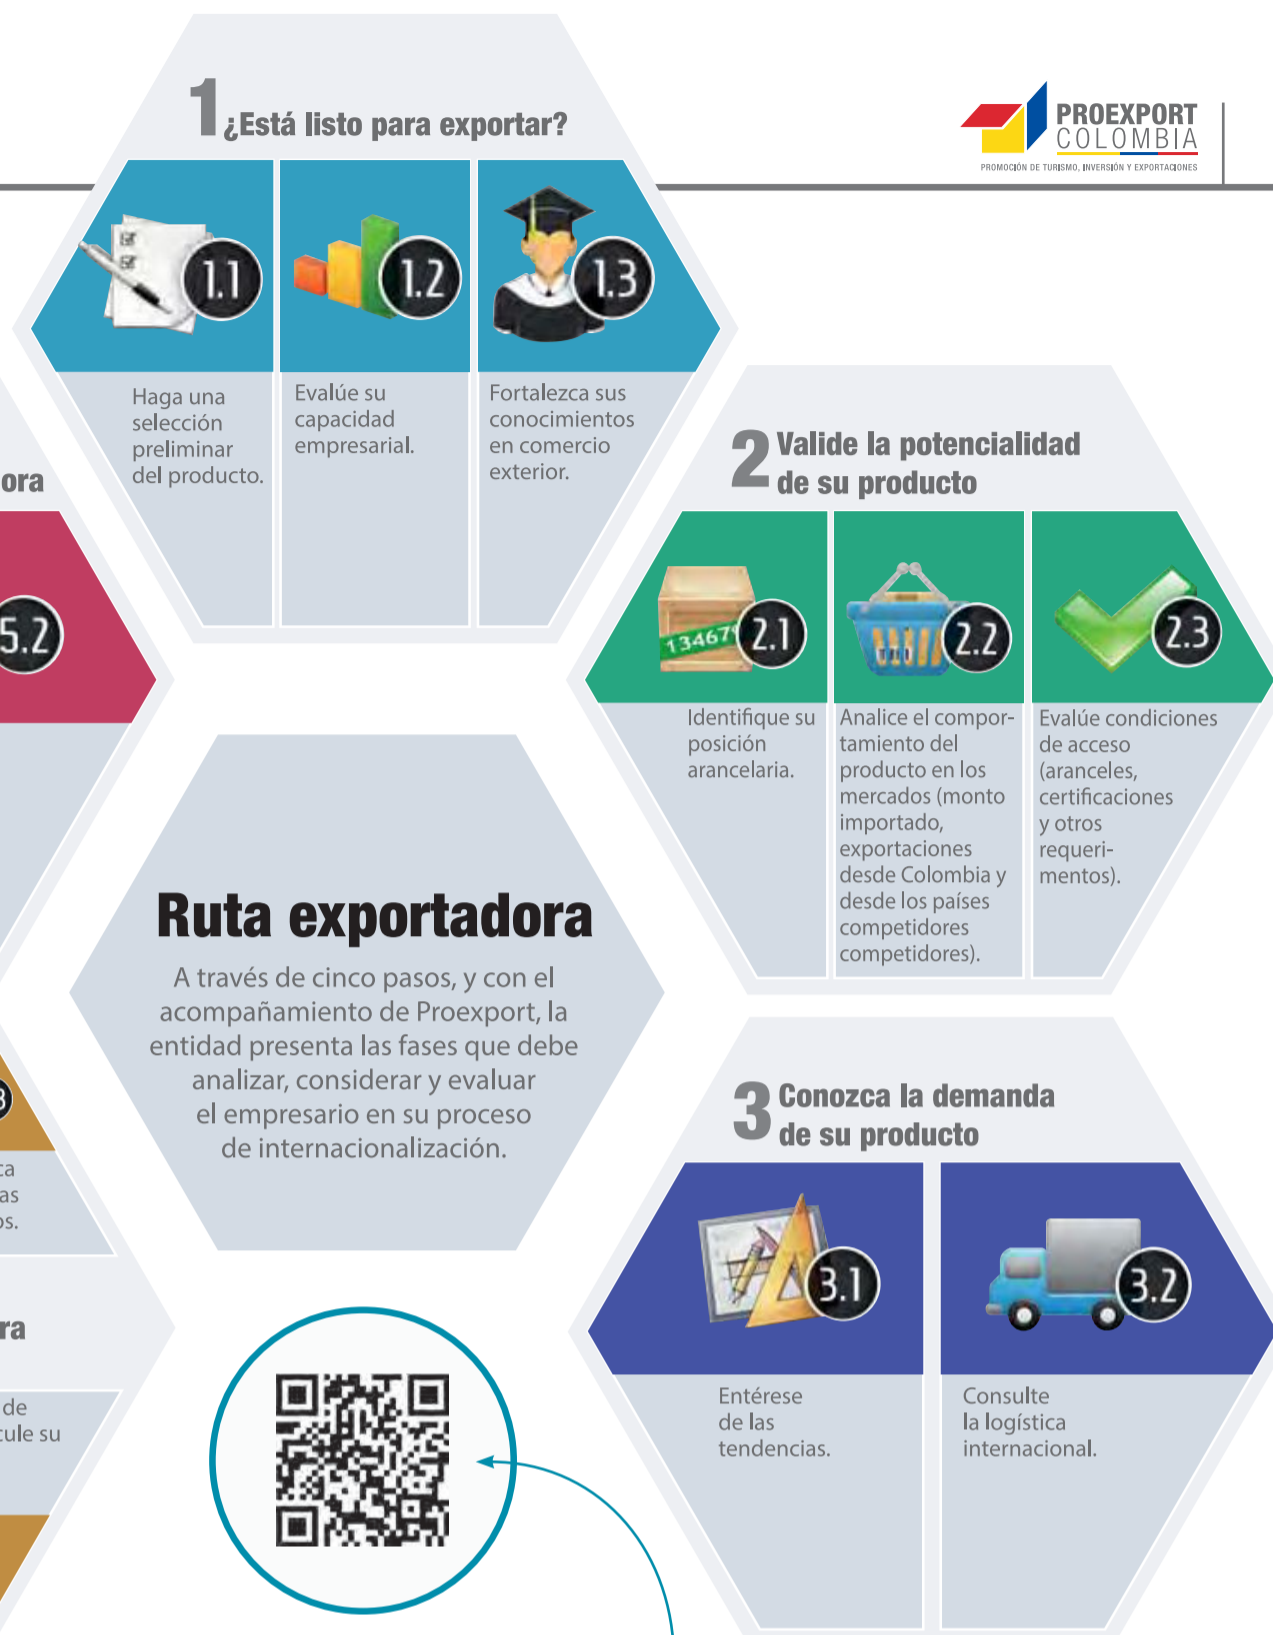 1 ¿Está listo para exportar?
PROEXPORT
COLOMBIA
PROMOCIÓN DE TURISMO, INVERSIÓN Y EXPORTACIONES
1.1
1.2
1.3
Haga una
selección
preliminar
del producto.
Evalúe su
capacidad
empresarial.
Fortalezca sus
conocimientos
en comercio
exterior.
2 Valide la potencialidad
de su producto
13467
2.1
2.2
2.3
Identifique su
posición
arancelaria.
Analice el compor-
tamiento del
producto en los
mercados (monto
importado,
exportaciones
desde Colombia y
desde los países
competidores
competidores).
Evalúe condiciones
de acceso
(aranceles,
certificaciones
y otros
requeri-
mentos).
ora
5.2
Ruta exportadora
A través de cinco pasos, y con el
acompañamiento de Proexport, la
entidad presenta las fases que debe
analizar, considerar y evaluar
el empresario en su proceso
de internacionalización.
3 Conozca la demanda
de su producto
3.1
3.2
Entérese
de las
tendencias.
Consulte
la logística
internacional.
ca
as
os.
ra
de
cule su